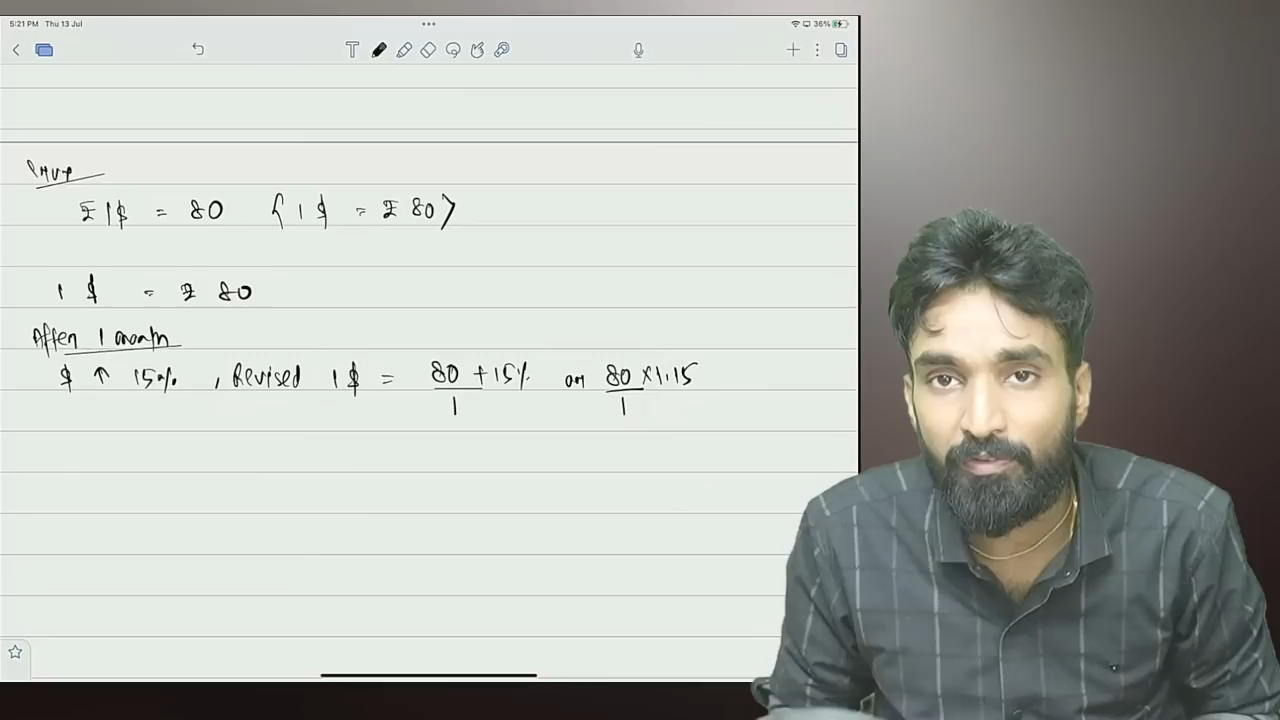 5:21 PM Thu 13 Jul
36%
T
₹ 1$ = 80 { 1 $ = ₹ 80 }
1 $ = ₹ 80
After 1 month
$ ↑ 15%, Revised 1 $ = 80/1 + 15% or 80/1 × 1.15